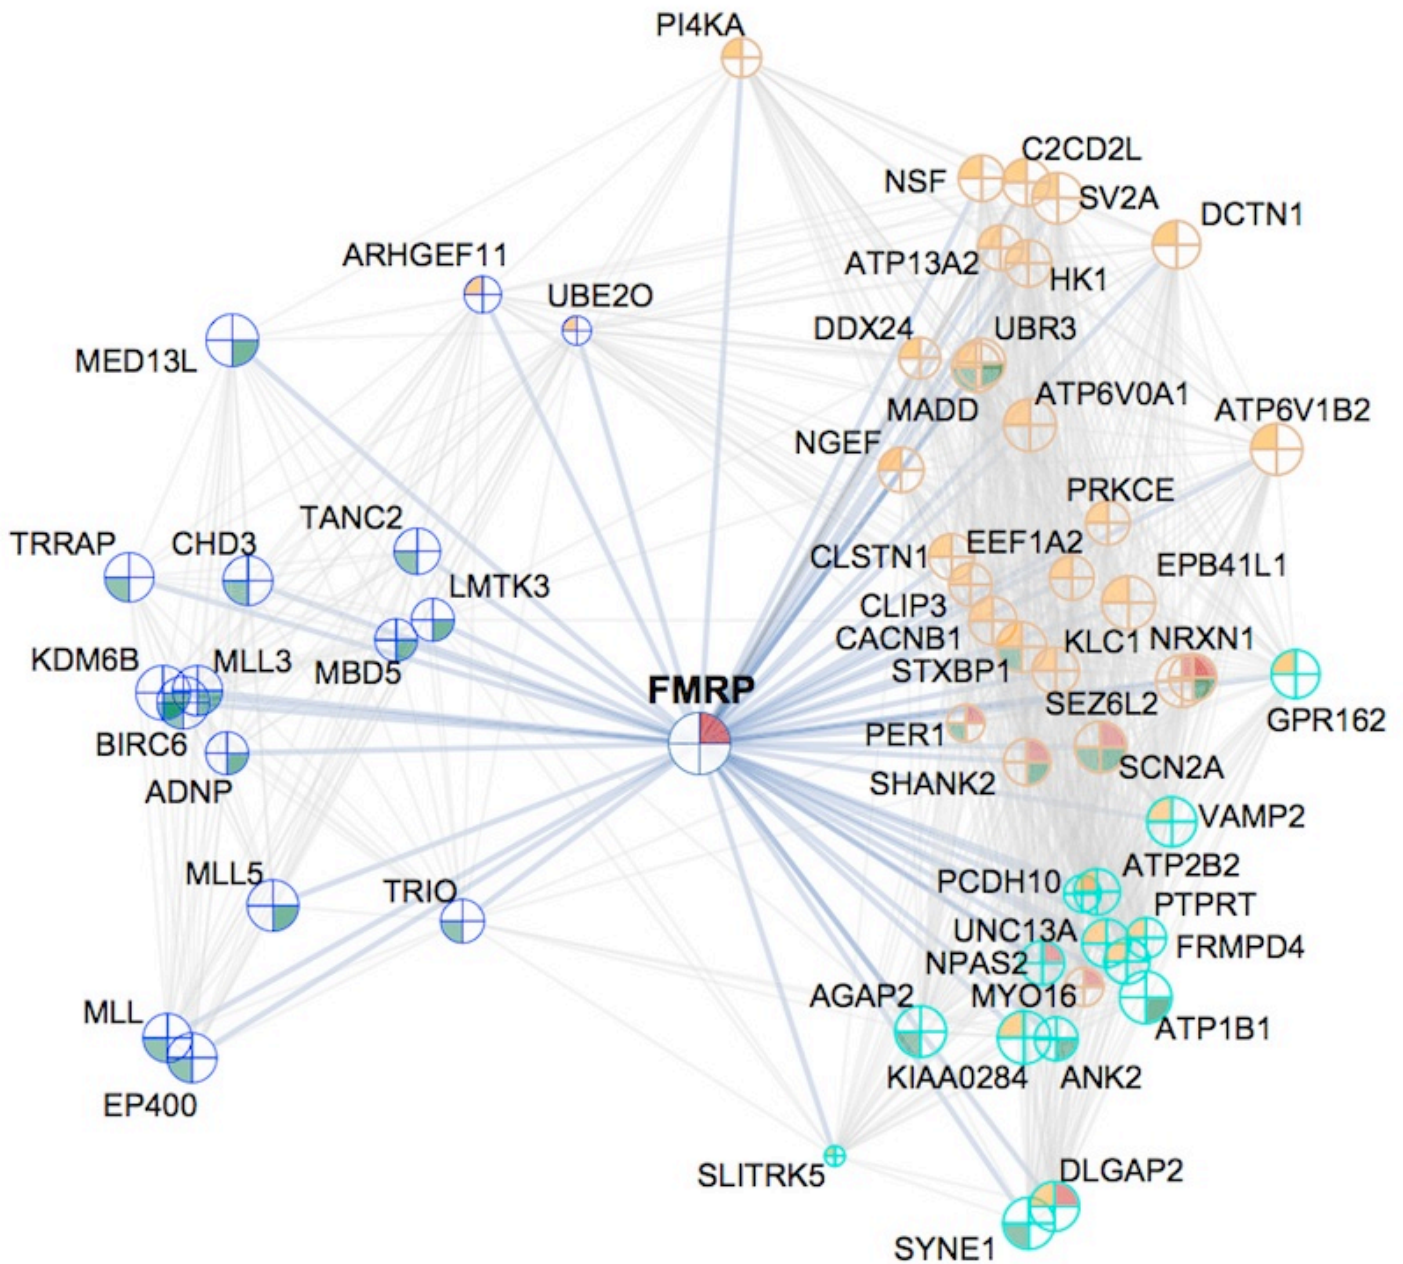 PI4KA
C2CD2L
NSF
SV2A
DCTN1
ARHGEF11
ATP13A2
HK1
UBE2O
DDX24
UBR3
MED13L
MADD
ATP6V0A1
ATP6V1B2
NGEF
PRKCE
TANC2
TRRAP
CHD3
CLSTN1
EEF1A2
EPB41L1
LMTK3
CLIP3
CACNB1
KLC1
NRXN1
KDM6B
MLL3
MBD5
STXBP1
FMRP
SEZ6L2
GPR162
BIRC6
PER1
SCN2A
ADNP
SHANK2
VAMP2
ATP2B2
MLL5
TRIO
PCDH10
PTPRT
UNC13A
FRMPD4
NPAS2
AGAP2
MYO16
MLL
ATP1B1
KIAA0284
ANK2
EP400
SLITRK5
DLGAP2
SYNE1